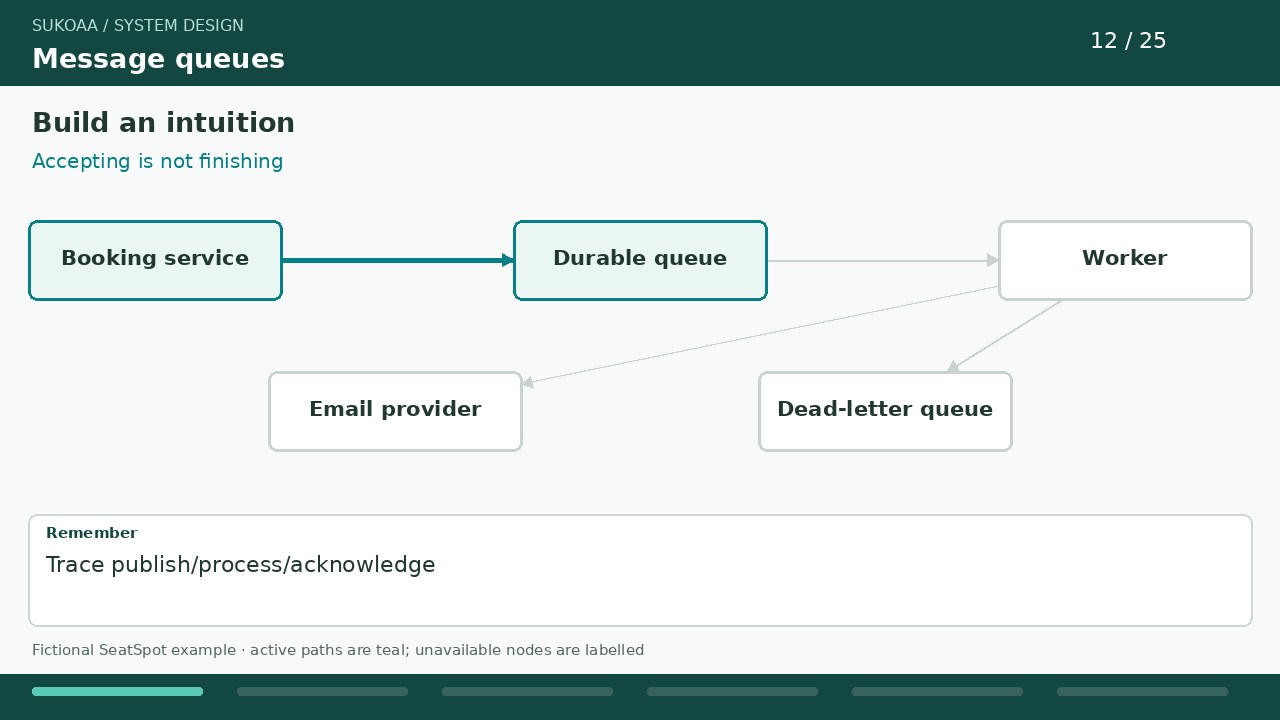 SUKOAA / SYSTEM DESIGN
Message queues
12 / 25
Build an intuition
Accepting is not finishing
Booking service
Durable queue
Worker
Email provider
Dead-letter queue
Remember
Trace publish/process/acknowledge
Fictional SeatSpot example · active paths are teal; unavailable nodes are labelled